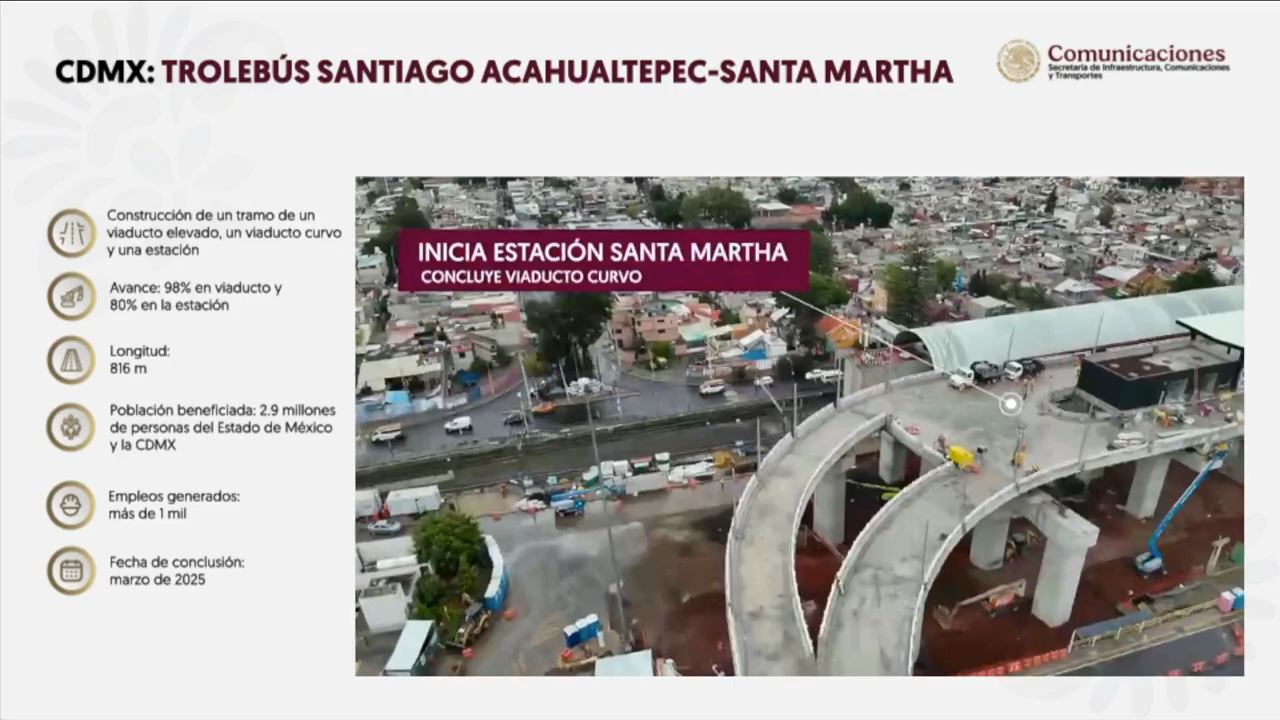 CDMX: TROLEBÚS SANTIAGO ACAHUALTEPEC-SANTA MARTHA
Comunicaciones
Secretaría de Infraestructura, Comunicaciones
y Transportes
Construcción de un tramo de un
viaducto elevado, un viaducto curvo
y una estación
Avance: 98% en viaducto y
80% en la estación
Longitud:
816 m
Población beneficiada: 2.9 millones
de personas del Estado de México
y la CDMX
Empleos generados:
más de 1 mil
Fecha de conclusión:
marzo de 2025
INICIA ESTACIÓN SANTA MARTHA
CONCLUYE VIADUCTO CURVO